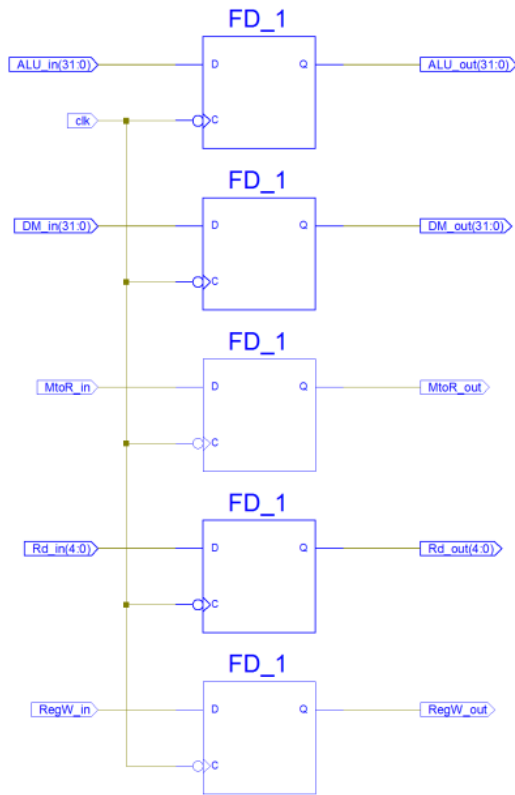 FD_1
ALU_in(31:0) D Q ALU_out(31:0)
clk C
FD_1
DM_in(31:0) D Q DM_out(31:0)
C
FD_1
MtoR_in D Q MtoR_out
C
FD_1
Rd_in(4:0) D Q Rd_out(4:0)
C
FD_1
RegW_in D Q RegW_out
C